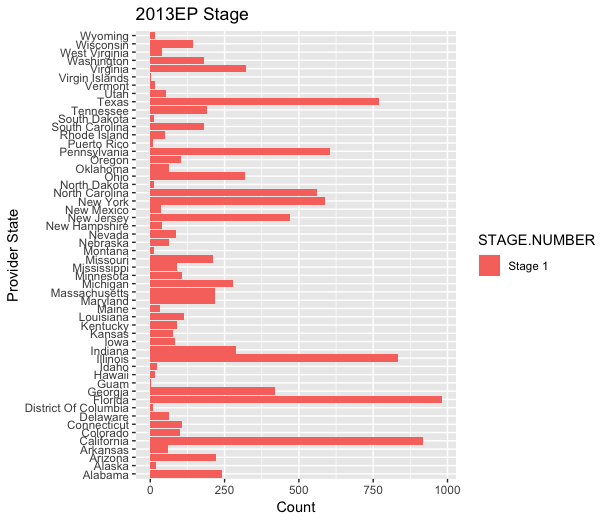 2013EP Stage
Provider State
Wyoming
Wisconsin
West Virginia
Washington
Virginia
Virgin Islands
Vermont
Utah
Texas
Tennessee
South Dakota
South Carolina
Rhode Island
Puerto Rico
Pennsylvania
Oregon
Oklahoma
Ohio
North Dakota
North Carolina
New York
New Mexico
New Jersey
New Hampshire
Nevada
Nebraska
Montana
Missouri
Mississippi
Minnesota
Michigan
Massachusetts
Maryland
Maine
Louisiana
Kentucky
Kansas
Iowa
Indiana
Illinois
Idaho
Hawaii
Guam
Georgia
Florida
District Of Columbia
Delaware
Connecticut
Colorado
California
Arkansas
Arizona
Alaska
Alabama
0 250 500 750 1000
Count
STAGE.NUMBER
Stage 1